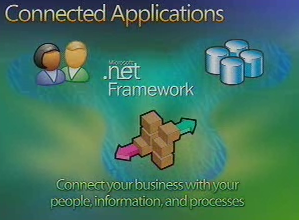 Connected Applications
Microsoft
.net
Framework
Connect your business with your
people, information, and processes